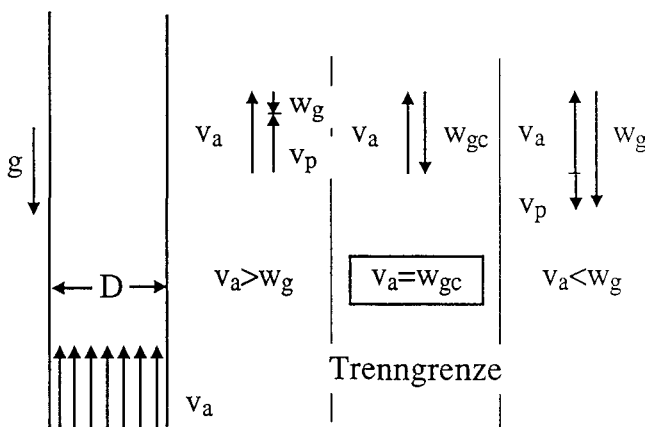 w_g
v_a
v_p
v_a
w_gc
v_a
w_g
v_p
g
D
v_a>w_g
v_a=w_gc
v_a<w_g
Trenngrenze
v_a